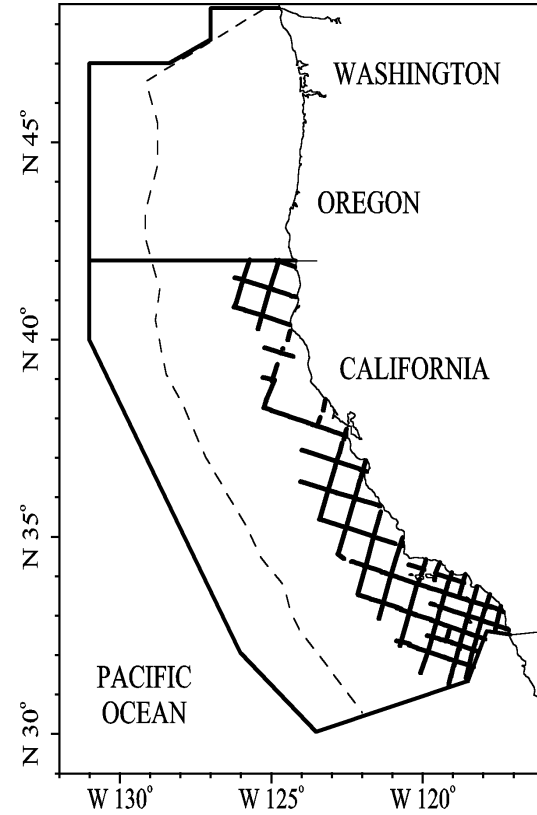 WASHINGTON
N 45°
OREGON
N 40°
CALIFORNIA
N 35°
PACIFIC
OCEAN
N 30°
W 130°
W 125°
W 120°